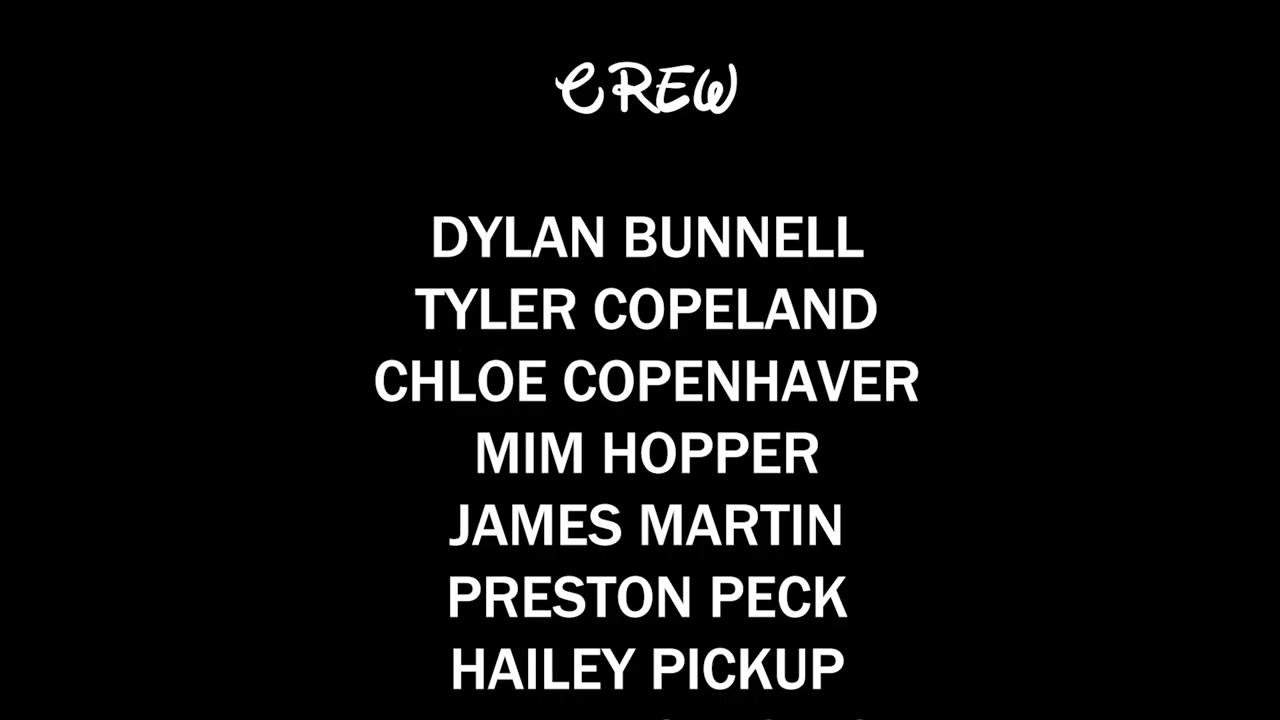 CREW
DYLAN BUNNELL
TYLER COPELAND
CHLOE COPENHAVER
MIM HOPPER
JAMES MARTIN
PRESTON PECK
HAILEY PICKUP